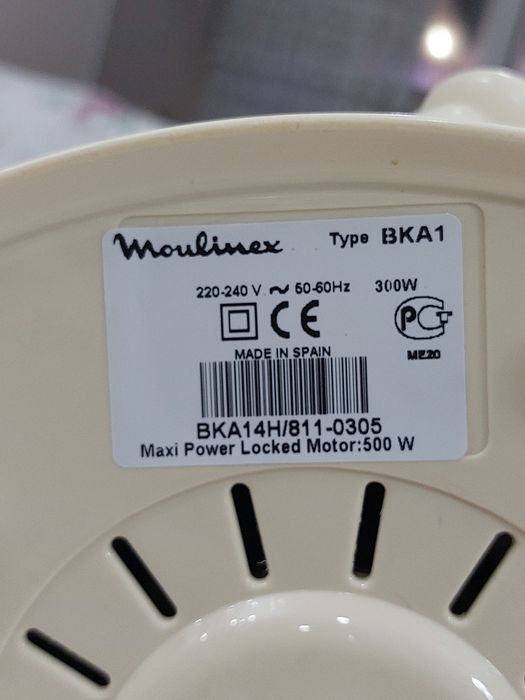 Moulinex Type BKA1
220-240 V ~ 50-60Hz 300W
CE PCT
MADE IN SPAIN ME20
BKA14H/811-0305
Maxi Power Locked Motor:500 W